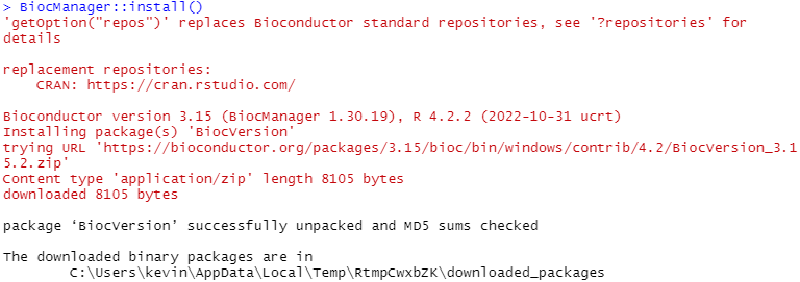 > BiocManager::install()
'getOption("repos")' replaces Bioconductor standard repositories, see '?repositories' for
details
replacement repositories:
    CRAN: https://cran.rstudio.com/
Bioconductor version 3.15 (BiocManager 1.30.19), R 4.2.2 (2022-10-31 ucrt)
Installing package(s) 'BiocVersion'
trying URL 'https://bioconductor.org/packages/3.15/bioc/bin/windows/contrib/4.2/BiocVersion_3.1
5.2.zip'
Content type 'application/zip' length 8105 bytes
downloaded 8105 bytes
package ‘BiocVersion’ successfully unpacked and MD5 sums checked
The downloaded binary packages are in
        C:\Users\kevin\AppData\Local\Temp\RtmpCwxbZK\downloaded_packages